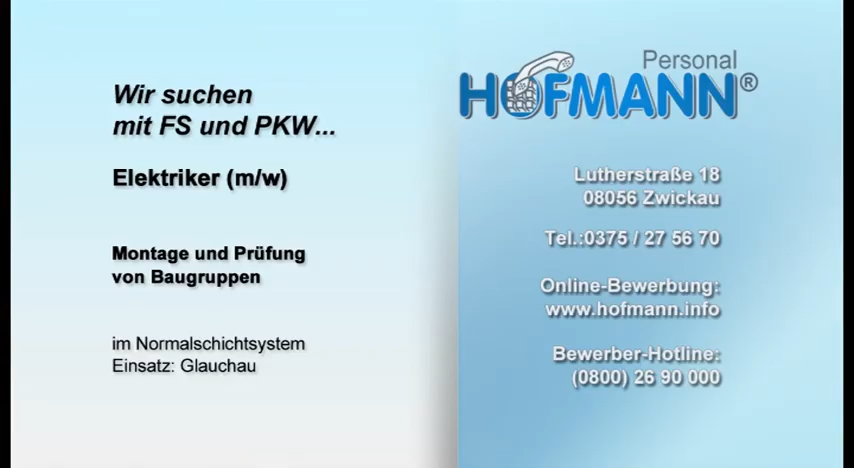 Wir suchen
mit FS und PKW...
Elektriker (m/w)
Montage und Prüfung
von Baugruppen
im Normalschichtsystem
Einsatz: Glauchau
Personal
HOFMANN®
Lutherstraße 18
08056 Zwickau
Tel.:0375 / 27 56 70
Online-Bewerbung:
www.hofmann.info
Bewerber-Hotline:
(0800) 26 90 000